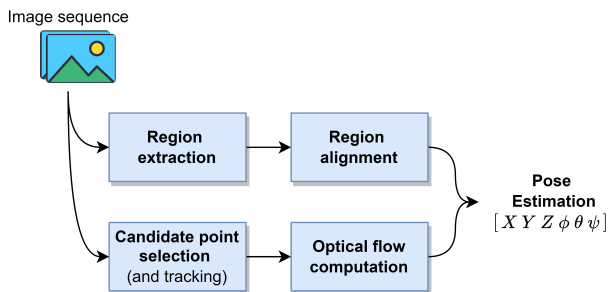 Image sequence
Region
extraction
Region
alignment
Candidate point
selection
(and tracking)
Optical flow
computation
Pose
Estimation
[ X Y Z ϕ θ ψ ]